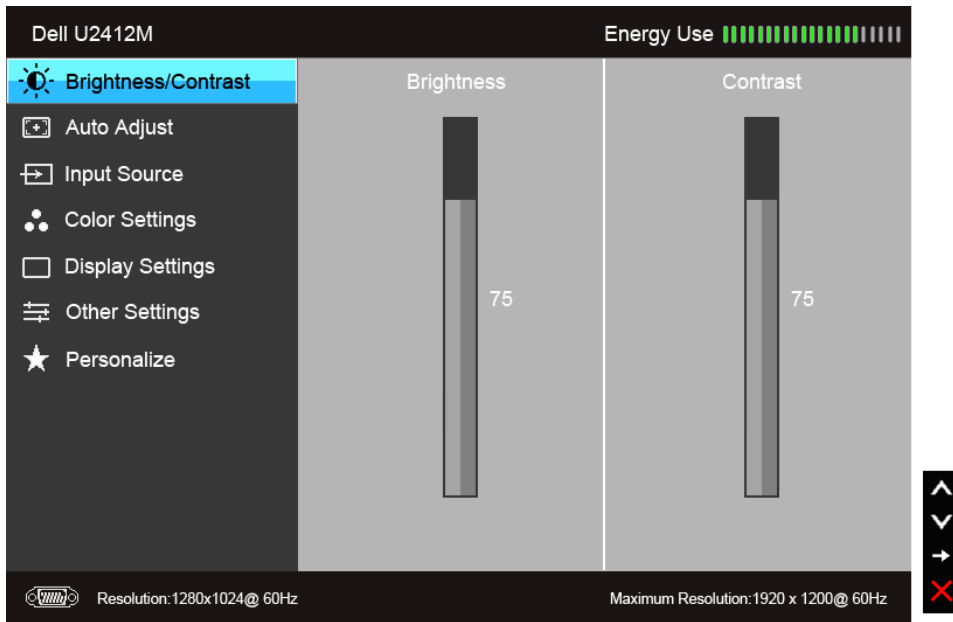 Dell U2412M
Energy Use
Brightness/Contrast
Auto Adjust
Input Source
Color Settings
Display Settings
Other Settings
Personalize
Brightness
Contrast
75
75
Resolution:1280x1024@ 60Hz
Maximum Resolution:1920 x 1200@ 60Hz